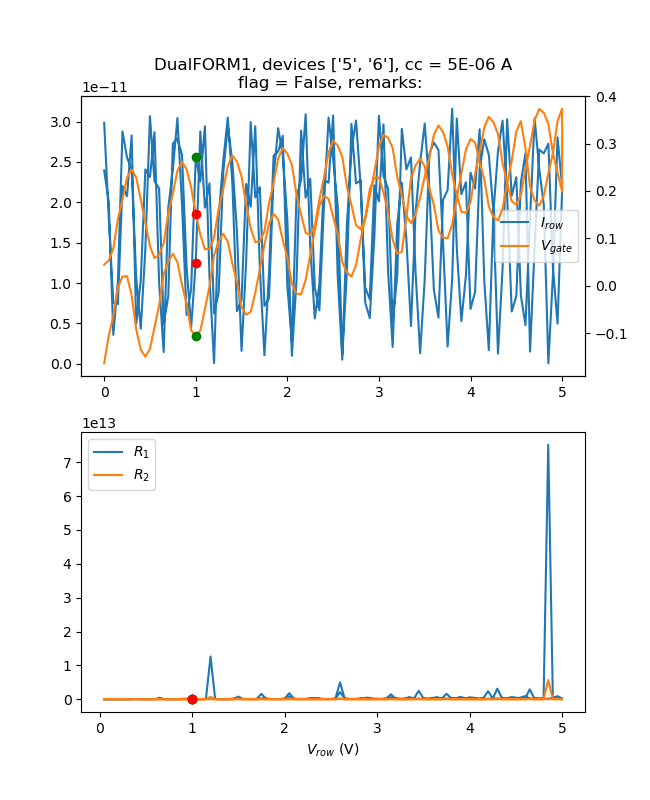 DualFORM1, devices ['5', '6'], cc = 5E-06 A
flag = False, remarks:
1e−11
3.0
2.5
2.0
1.5
1.0
0.5
0.0
0.4
0.3
0.2
0.1
0.0
−0.1
I_row
V_gate
0 1 2 3 4 5
1e13
7
6
5
4
3
2
1
0
R_1
R_2
0 1 2 3 4 5
V_row (V)